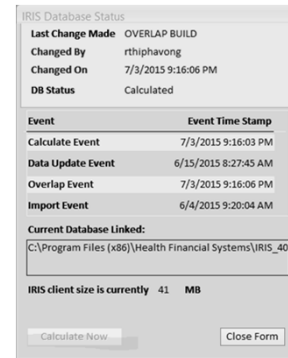 IRIS Database Status
Last Change Made OVERLAP BUILD
Changed By rthiphavong
Changed On 7/3/2015 9:16:06 PM
DB Status Calculated
Event Event Time Stamp
Calculate Event 7/3/2015 9:16:03 PM
Data Update Event 6/15/2015 8:27:45 AM
Overlap Event 7/3/2015 9:16:06 PM
Import Event 6/4/2015 9:20:04 AM
Current Database Linked:
C:\Program Files (x86)\Health Financial Systems\IRIS_40
IRIS client size is currently 41 MB
Calculate Now Close Form